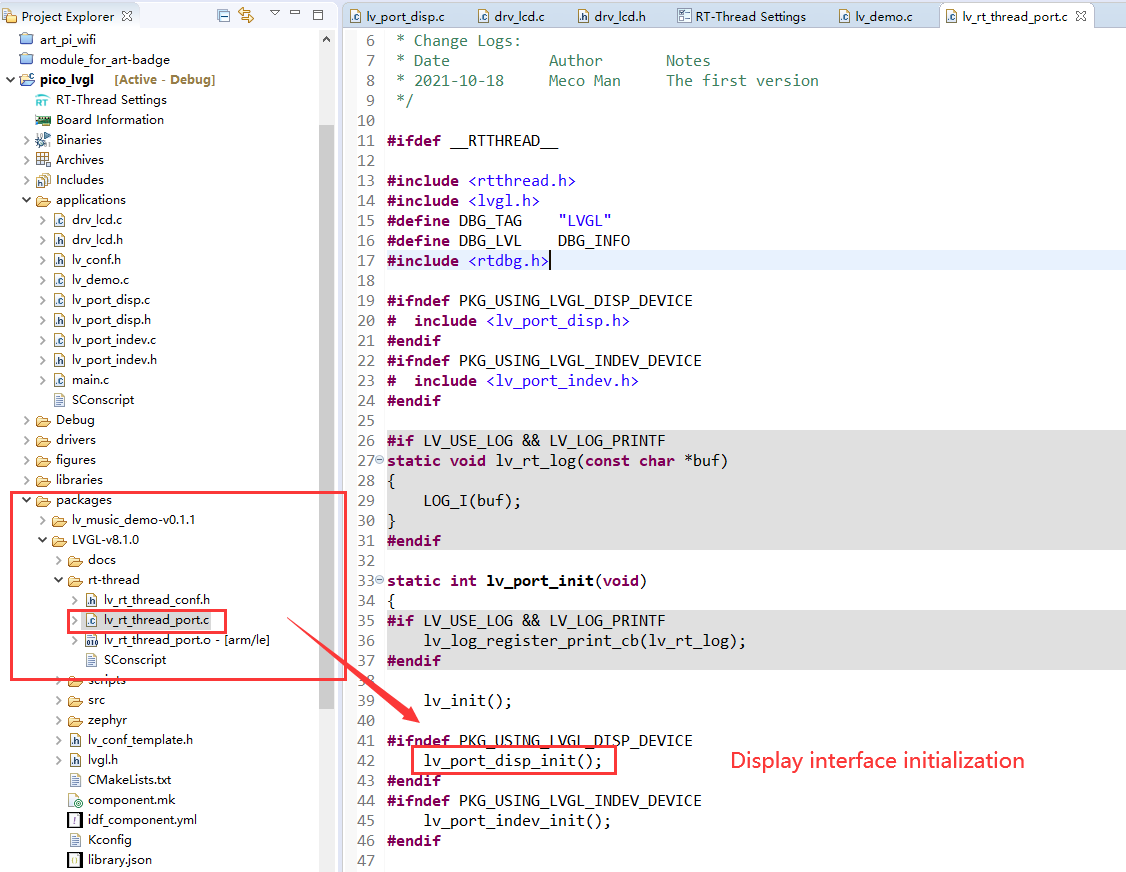 Project Explorer
art_pi_wifi
module_for_art-badge
pico_lvgl [Active - Debug]
RT-Thread Settings
Board Information
Binaries
Archives
Includes
applications
drv_lcd.c
drv_lcd.h
lv_conf.h
lv_demo.c
lv_port_disp.c
lv_port_disp.h
lv_port_indev.c
lv_port_indev.h
main.c
SConscript
Debug
drivers
figures
libraries
packages
lv_music_demo-v0.1.1
LVGL-v8.1.0
docs
rt-thread
lv_rt_thread_conf.h
lv_rt_thread_port.c
lv_rt_thread_port.o - [arm/le]
SConscript
scripts
src
zephyr
lv_conf_template.h
lvgl.h
CMakeLists.txt
component.mk
idf_component.yml
Kconfig
library.json
lv_port_disp.c drv_lcd.c drv_lcd.h RT-Thread Settings lv_demo.c lv_rt_thread_port.c
6 * Change Logs:
7 * Date Author Notes
8 * 2021-10-18 Meco Man The first version
9 */
10
11 #ifdef __RTTHREAD__
12
13 #include <rtthread.h>
14 #include <lvgl.h>
15 #define DBG_TAG "LVGL"
16 #define DBG_LVL DBG_INFO
17 #include <rtdbg.h>
18
19 #ifndef PKG_USING_LVGL_DISP_DEVICE
20 # include <lv_port_disp.h>
21 #endif
22 #ifndef PKG_USING_LVGL_INDEV_DEVICE
23 # include <lv_port_indev.h>
24 #endif
25
26 #if LV_USE_LOG && LV_LOG_PRINTF
27 static void lv_rt_log(const char *buf)
28 {
29 LOG_I(buf);
30 }
31 #endif
32
33 static int lv_port_init(void)
34 {
35 #if LV_USE_LOG && LV_LOG_PRINTF
36 lv_log_register_print_cb(lv_rt_log);
37 #endif
38
39 lv_init();
40
41 #ifndef PKG_USING_LVGL_DISP_DEVICE
42 lv_port_disp_init();
43 #endif
44 #ifndef PKG_USING_LVGL_INDEV_DEVICE
45 lv_port_indev_init();
46 #endif
47
Display interface initialization